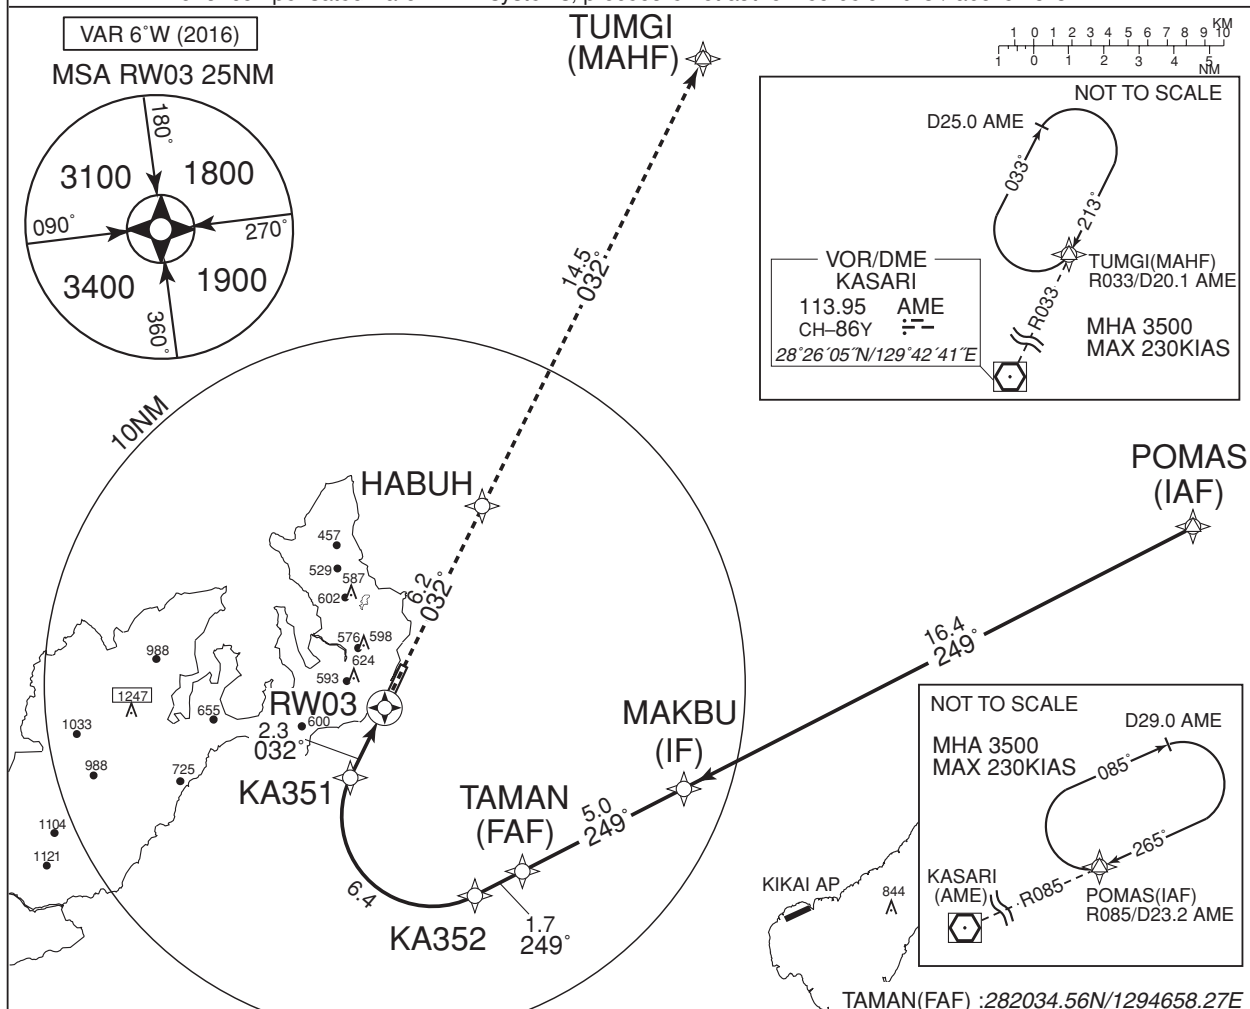 VAR 6°W (2016)
MSA RW03 25NM
180°
3100
1800
090°
270°
3400
1900
360°
TUMGI
(MAHF)
1 0 1 2 3 4 5 6 7 8 9 10 KM
1 0 1 2 3 4 5 NM
NOT TO SCALE
D25.0 AME
033°
213°
TUMGI(MAHF)
R033/D20.1 AME
R033
MHA 3500
MAX 230KIAS
VOR/DME
KASARI
113.95 AME
CH–86Y
28°26´05˝N/129°42´41˝E
14.5
032°
10NM
HABUH
POMAS
(IAF)
457
529
587
602
6.2
032°
576
598
624
593
988
1247
655
600
1033
988
725
1104
1121
RW03
2.3
032°
KA351
16.4
249°
MAKBU
(IF)
TAMAN
(FAF)
5.0
249°
6.4
KA352
1.7
249°
KIKAI AP
844
NOT TO SCALE
D29.0 AME
MHA 3500
MAX 230KIAS
085°
265°
KASARI
(AME)
R085
POMAS(IAF)
R085/D23.2 AME
TAMAN(FAF) :282034.56N/1294658.27E